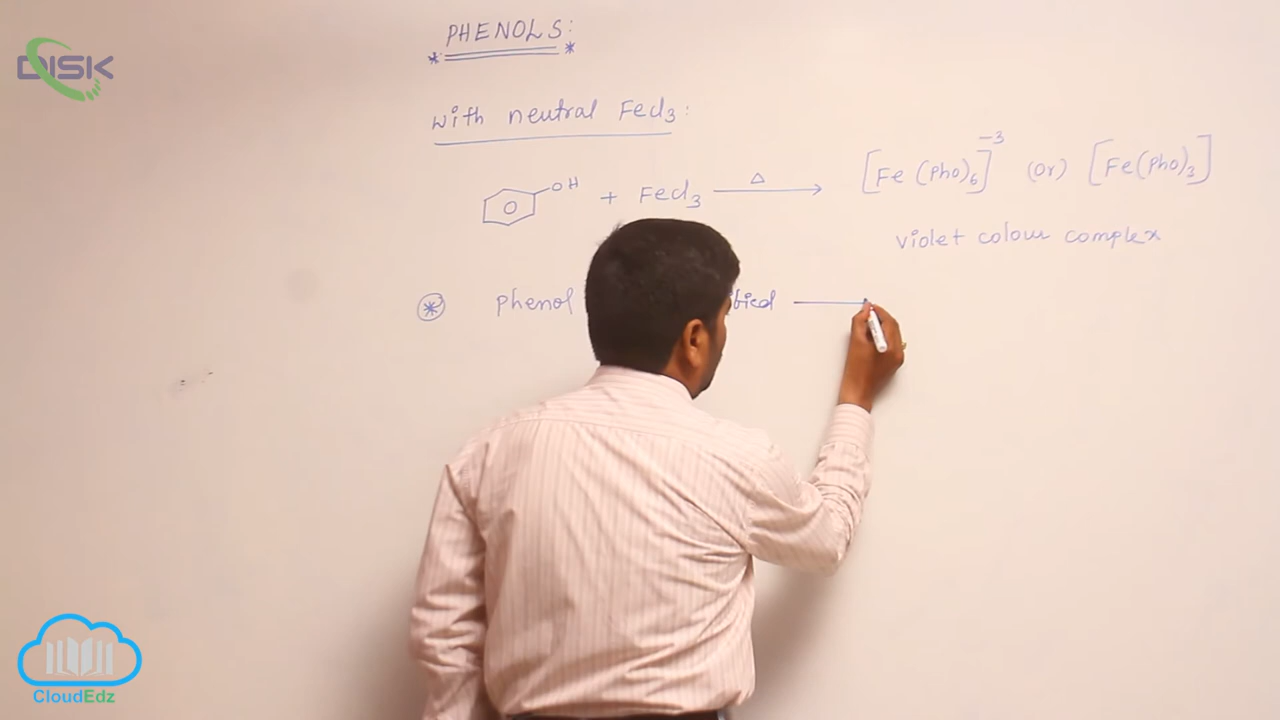 DISK
PHENOLS:
with neutral Fecl3:
OH + Fecl3 Δ [Fe (Pho)6]-3 (Or) [Fe(Pho)3]
violet colour complex
phenol
CloudEdz